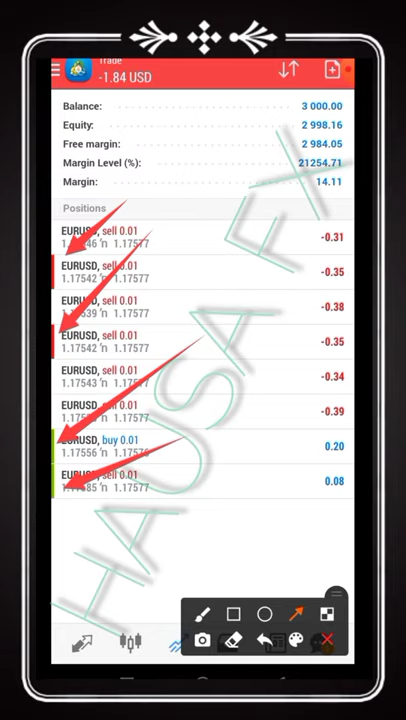 Trade
-1.84 USD
Balance: 3 000.00
Equity: 2 998.16
Free margin: 2 984.05
Margin Level (%): 21254.71
Margin: 14.11
Positions
EURUSD, sell 0.01
1.17577
-0.31
EURUSD, sell 0.01
1.17542 1.17577
-0.35
EURUSD, sell 0.01
1.17577
-0.38
EURUSD, sell 0.01
1.17542 1.17577
-0.35
EURUSD, sell 0.01
1.17543 1.17577
-0.34
EURUSD, 0.01
1.17577
-0.39
EURUSD, buy 0.01
1.17556
0.20
EURUSD, sell 0.01
1.17577
0.08
HAUSA FX